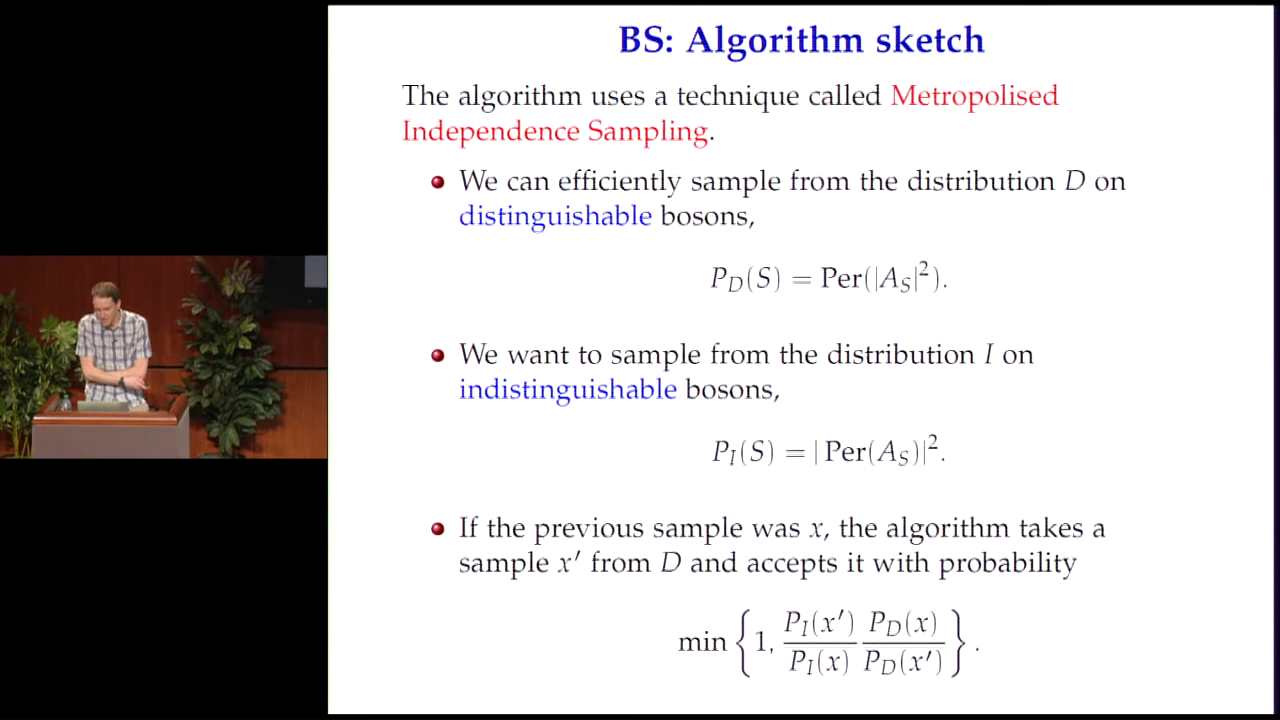 BS: Algorithm sketch
The algorithm uses a technique called Metropolised
Independence Sampling.
We can efficiently sample from the distribution D on
distinguishable bosons,
P_D(S) = Per(|A_S|^2).
We want to sample from the distribution I on
indistinguishable bosons,
P_I(S) = | Per(A_S)|^2.
If the previous sample was x, the algorithm takes a
sample x′ from D and accepts it with probability
min { 1, \frac{P_I(x′)}{P_I(x)} \frac{P_D(x)}{P_D(x′)} } .